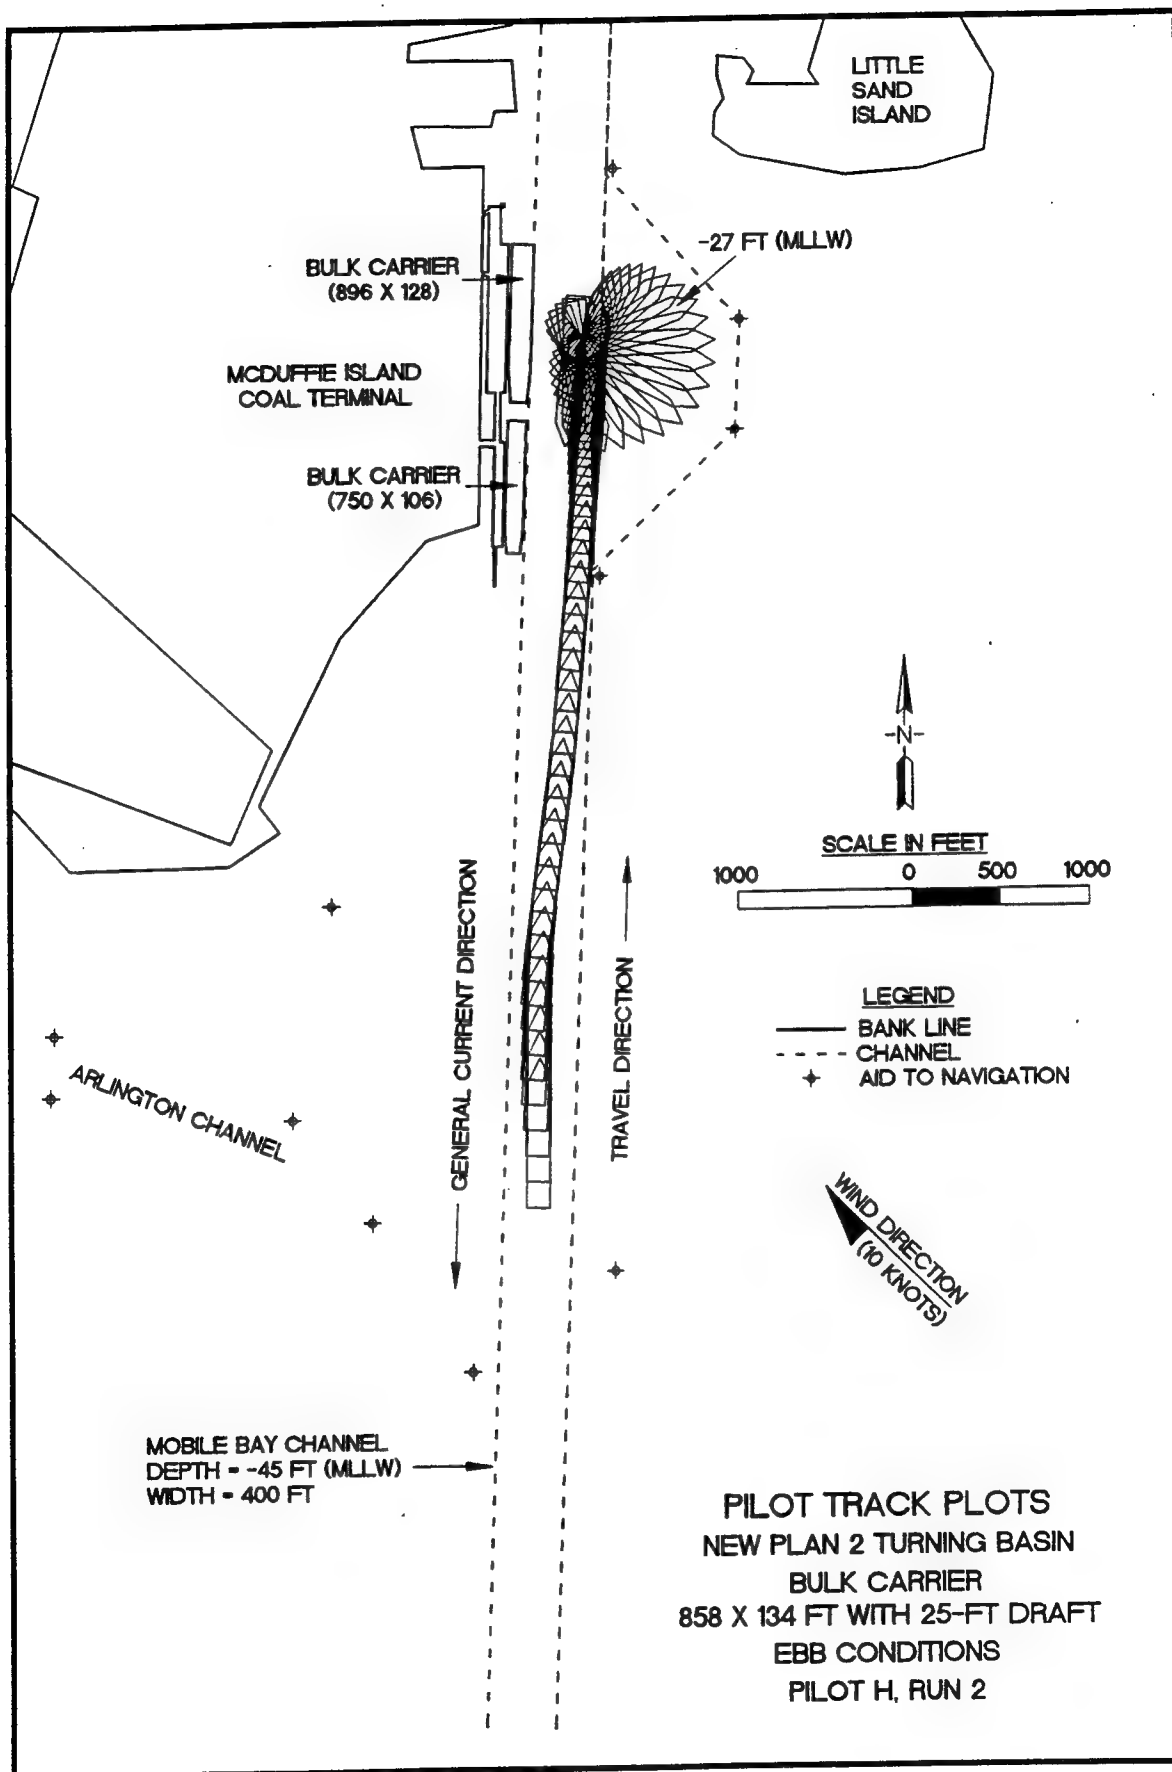 LITTLE
SAND
ISLAND
-27 FT (MLLW)
BULK CARRIER
(896 X 128)
MCDUFFIE ISLAND
COAL TERMINAL
BULK CARRIER
(750 X 106)
-N-
SCALE IN FEET
1000 0 500 1000
LEGEND
BANK LINE
CHANNEL
AID TO NAVIGATION
GENERAL CURRENT DIRECTION
TRAVEL DIRECTION
ARLINGTON CHANNEL
WIND DIRECTION
(10 KNOTS)
MOBILE BAY CHANNEL
DEPTH = -45 FT (MLLW)
WIDTH = 400 FT
PILOT TRACK PLOTS
NEW PLAN 2 TURNING BASIN
BULK CARRIER
858 X 134 FT WITH 25-FT DRAFT
EBB CONDITIONS
PILOT H, RUN 2